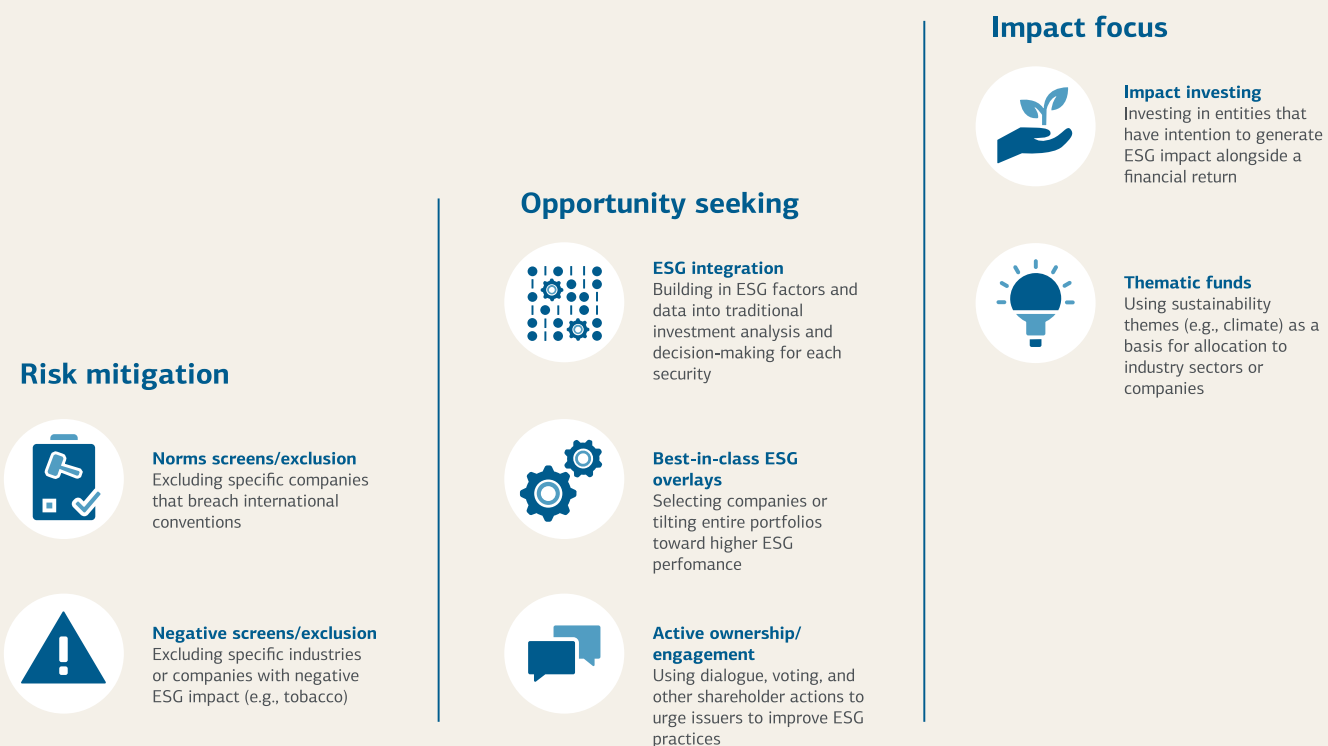 Risk mitigation
Norms screens/exclusion
Excluding specific companies
that breach international
conventions
Negative screens/exclusion
Excluding specific industries
or companies with negative
ESG impact (e.g., tobacco)
Opportunity seeking
ESG integration
Building in ESG factors and
data into traditional
investment analysis and
decision-making for each
security
Best-in-class ESG
overlays
Selecting companies or
tilting entire portfolios
toward higher ESG
perfomance
Active ownership/
engagement
Using dialogue, voting, and
other shareholder actions to
urge issuers to improve ESG
practices
Impact focus
Impact investing
Investing in entities that
have intention to generate
ESG impact alongside a
financial return
Thematic funds
Using sustainability
themes (e.g., climate) as a
basis for allocation to
industry sectors or
companies